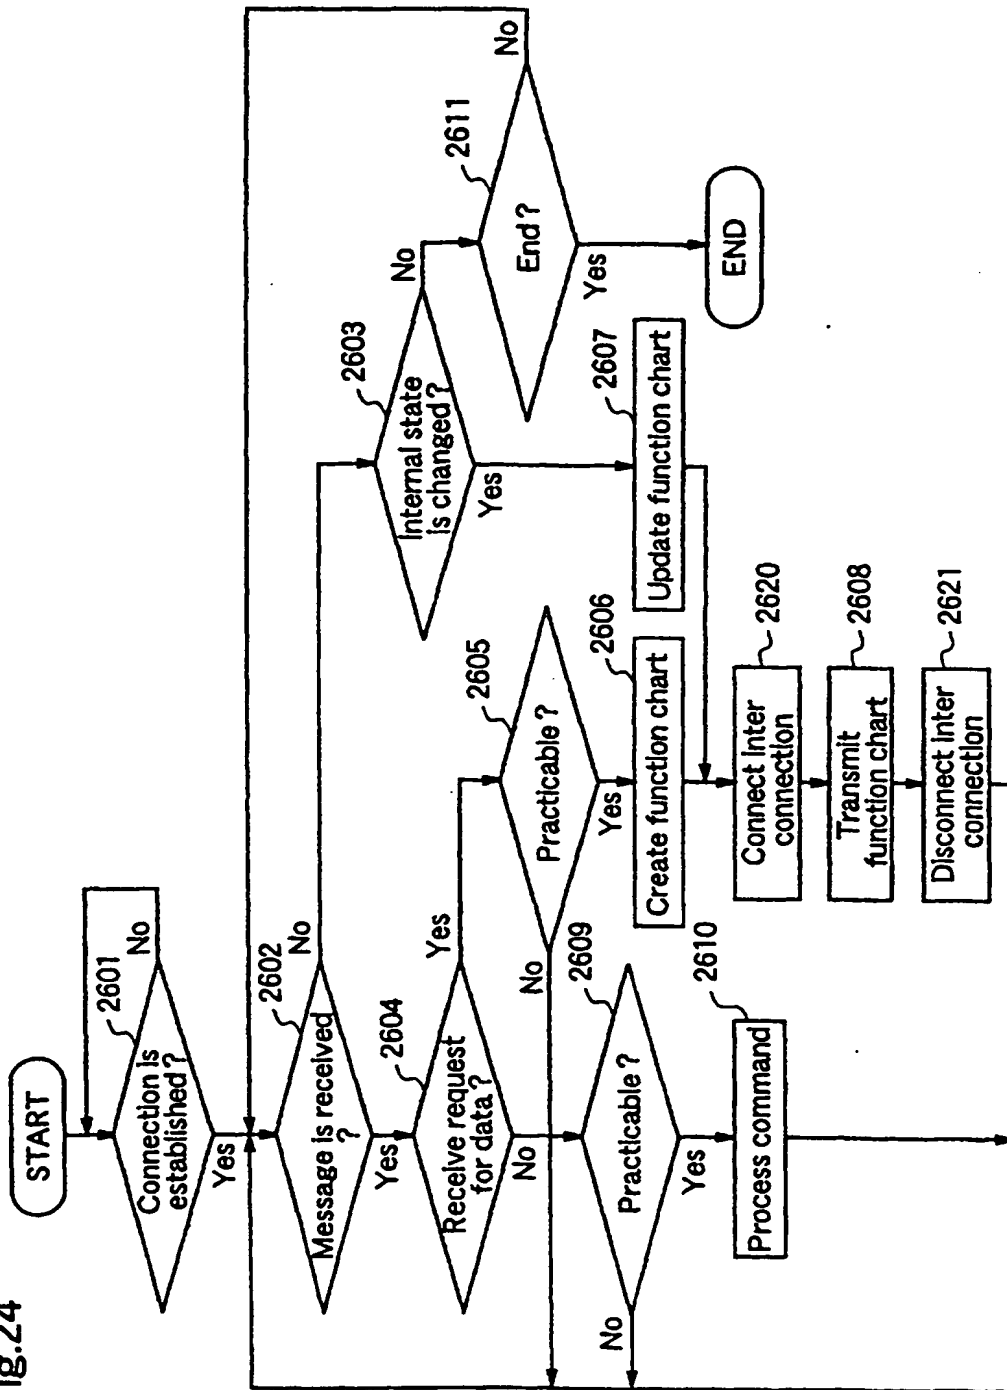 ig.24
START
Connection is
established?
2601
No
Yes
Message is received
?
2602
No
Yes
Receive request
for data?
2604
Yes
No
Internal state
is changed?
2603
No
Yes
End?
2611
No
Yes
END
Practicable?
2605
No
Yes
Create function chart
2606
Update function chart
2607
Connect Inter
connection
2620
Transmit
function chart
2608
Disconnect Inter
connection
2621
Practicable?
2609
No
Yes
Process command
2610